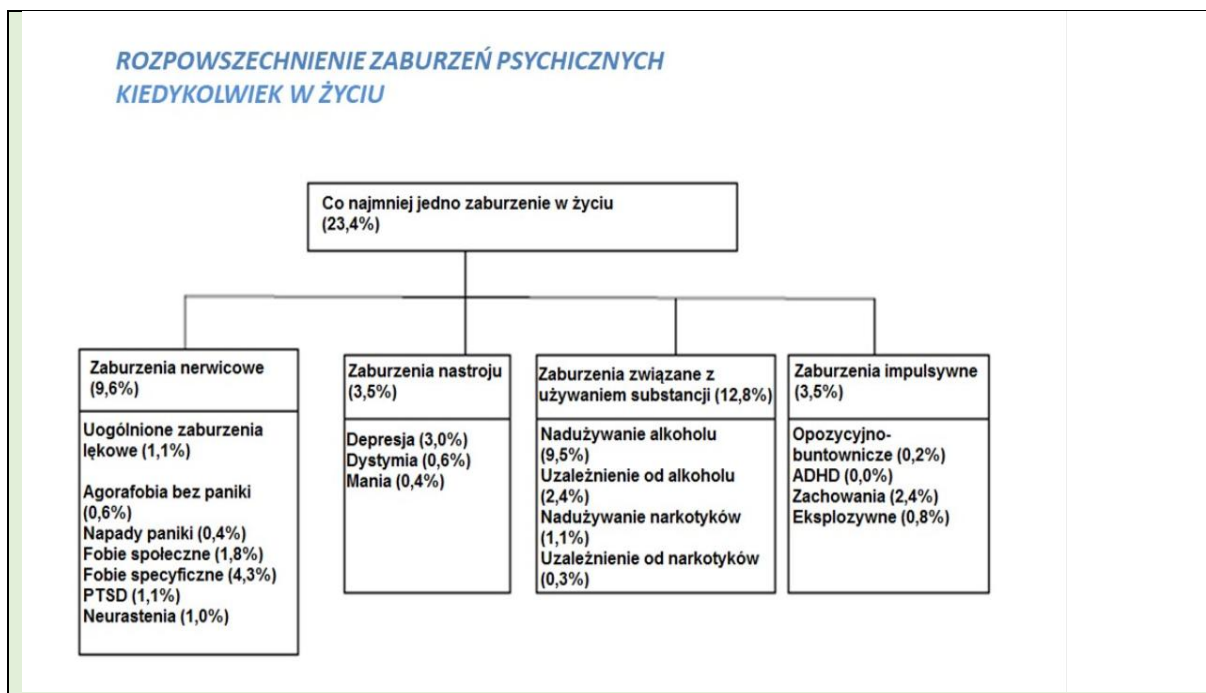 ROZPOWSZECHNIENIE ZABURZEŃ PSYCHICZNYCH
KIEDYKOLWIEK W ŻYCIU
Co najmniej jedno zaburzenie w życiu
(23,4%)
Zaburzenia nerwicowe
(9,6%)
Uogólnione zaburzenia
lękowe (1,1%)
Agorafobia bez paniki
(0,6%)
Napady paniki (0,4%)
Fobie społeczne (1,8%)
Fobie specyficzne (4,3%)
PTSD (1,1%)
Neurastenia (1,0%)
Zaburzenia nastroju
(3,5%)
Depresja (3,0%)
Dystymia (0,6%)
Mania (0,4%)
Zaburzenia związane z
używaniem substancji (12,8%)
Nadużywanie alkoholu
(9,5%)
Uzależnienie od alkoholu
(2,4%)
Nadużywanie narkotyków
(1,1%)
Uzależnienie od narkotyków
(0,3%)
Zaburzenia impulsywne
(3,5%)
Opozycyjno-
buntownicze (0,2%)
ADHD (0,0%)
Zachowania (2,4%)
Eksplozywne (0,8%)